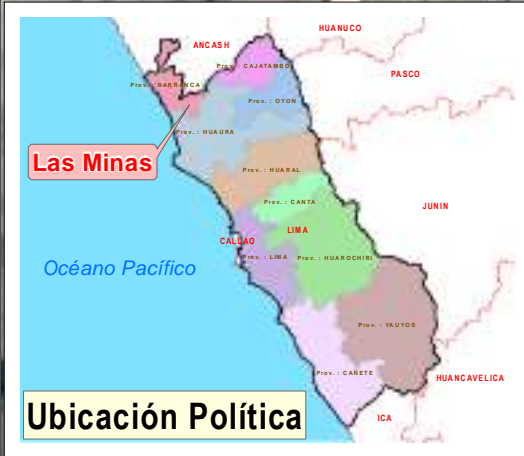 HUANUCO
ANCASH
Prov. : CAJATAMBO
PASCO
Prov. : BARRANCA
Prov. : OYON
Prov. : HUAURA
Las Minas
Prov. : HUARAL
Prov. : CANTA
JUNIN
LIMA
CALLAO
Prov. : LIMA
Prov. : HUAROCHIRI
Océano Pacífico
Prov. : YAUYOS
Prov. : CAÑETE
HUANCAVELICA
Ubicación Política
ICA